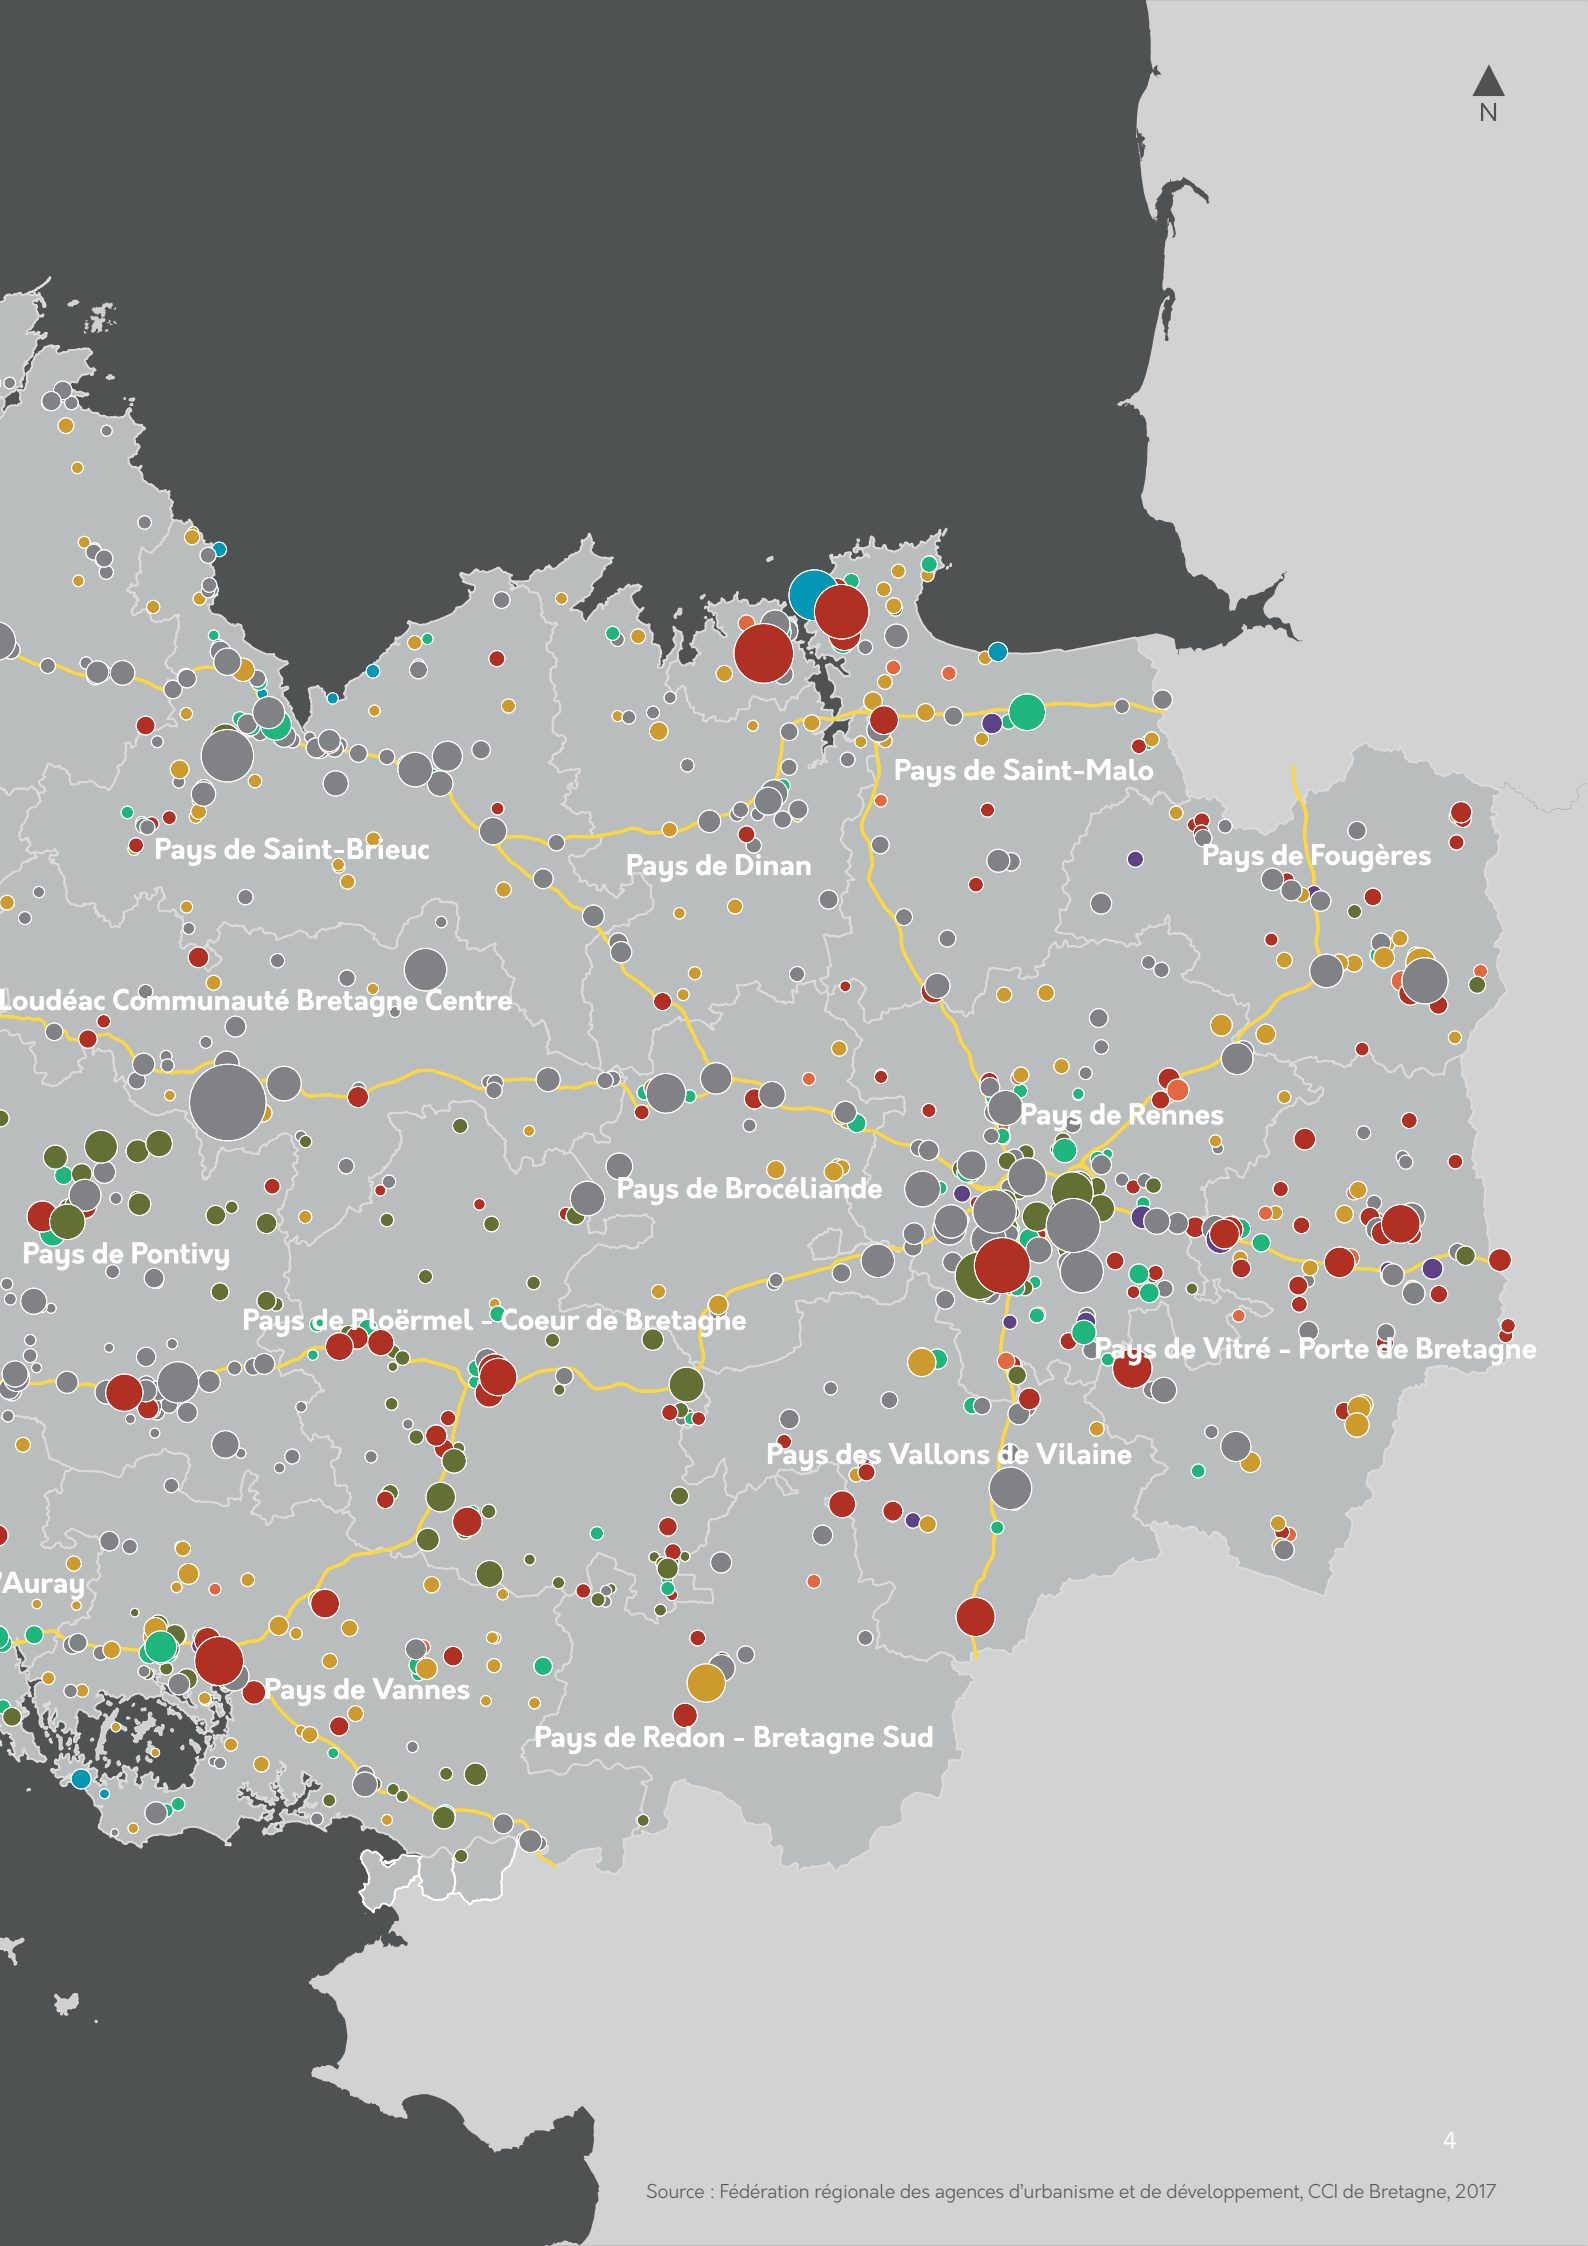 N
Pays de Saint-Malo
Pays de Saint-Brieuc
Pays de Dinan
Pays de Fougères
Loudéac Communauté Bretagne Centre
Pays de Rennes
Pays de Brocéliande
Pays de Pontivy
Pays de Ploërmel - Coeur de Bretagne
Pays de Vitré - Porte de Bretagne
Pays des Vallons de Vilaine
'Auray
Pays de Vannes
Pays de Redon - Bretagne Sud
4
Source : Fédération régionale des agences d'urbanisme et de développement, CCI de Bretagne, 2017